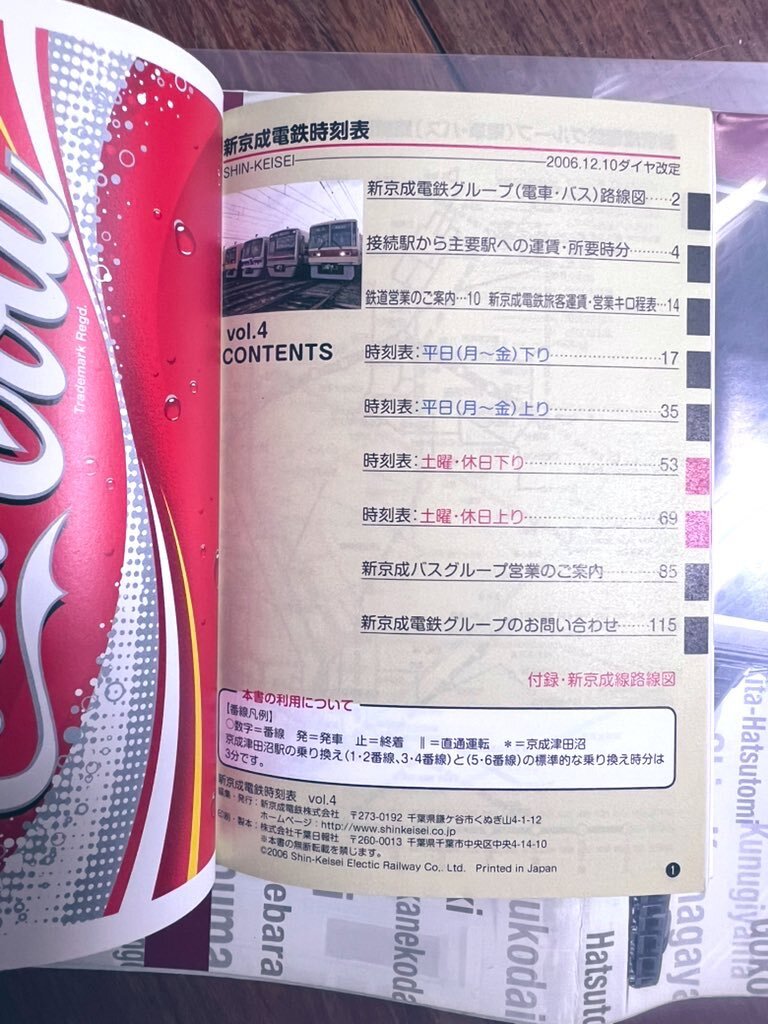 Trademark Regd.
新京成電鉄時刻表
SHIN-KEISEI
2006.12.10ダイヤ改定
新京成電鉄グループ(電車・バス)路線図……2
接続駅から主要駅への運賃・所要時分……4
鉄道営業のご案内…10 新京成電鉄旅客運賃・営業キロ程表…14
vol.4
CONTENTS
時刻表:平日(月〜金)下り……17
時刻表:平日(月〜金)上り……35
時刻表:土曜・休日下り……53
時刻表:土曜・休日上り……69
新京成バスグループ営業のご案内……85
新京成電鉄グループのお問い合わせ……115
付録・新京成線路線図
本書の利用について
【番線凡例】
○数字=番線 発=発車 止=終着 ‖=直通運転 *=京成津田沼
京成津田沼駅の乗り換え(1・2番線、3・4番線)と(5・6番線)の標準的な乗り換え時分は
3分です。
新京成電鉄時刻表 vol.4
編集・発行:新京成電鉄株式会社 〒273-0192 千葉県鎌ケ谷市くぬぎ山4-1-12
ホームページ:http://www.shinkeisei.co.jp
印刷・製本:株式会社千葉日報社 〒260-0013 千葉県千葉市中央区中央4-14-10
※本書の無断転載を禁じます。
©2006 Shin-Keisei Electic Railway Co,. Ltd. Printed in Japan
1
ita-Hatsutomi
Kunugiyama
Hatsuto
ukodai
kanekoda
ebara
numa